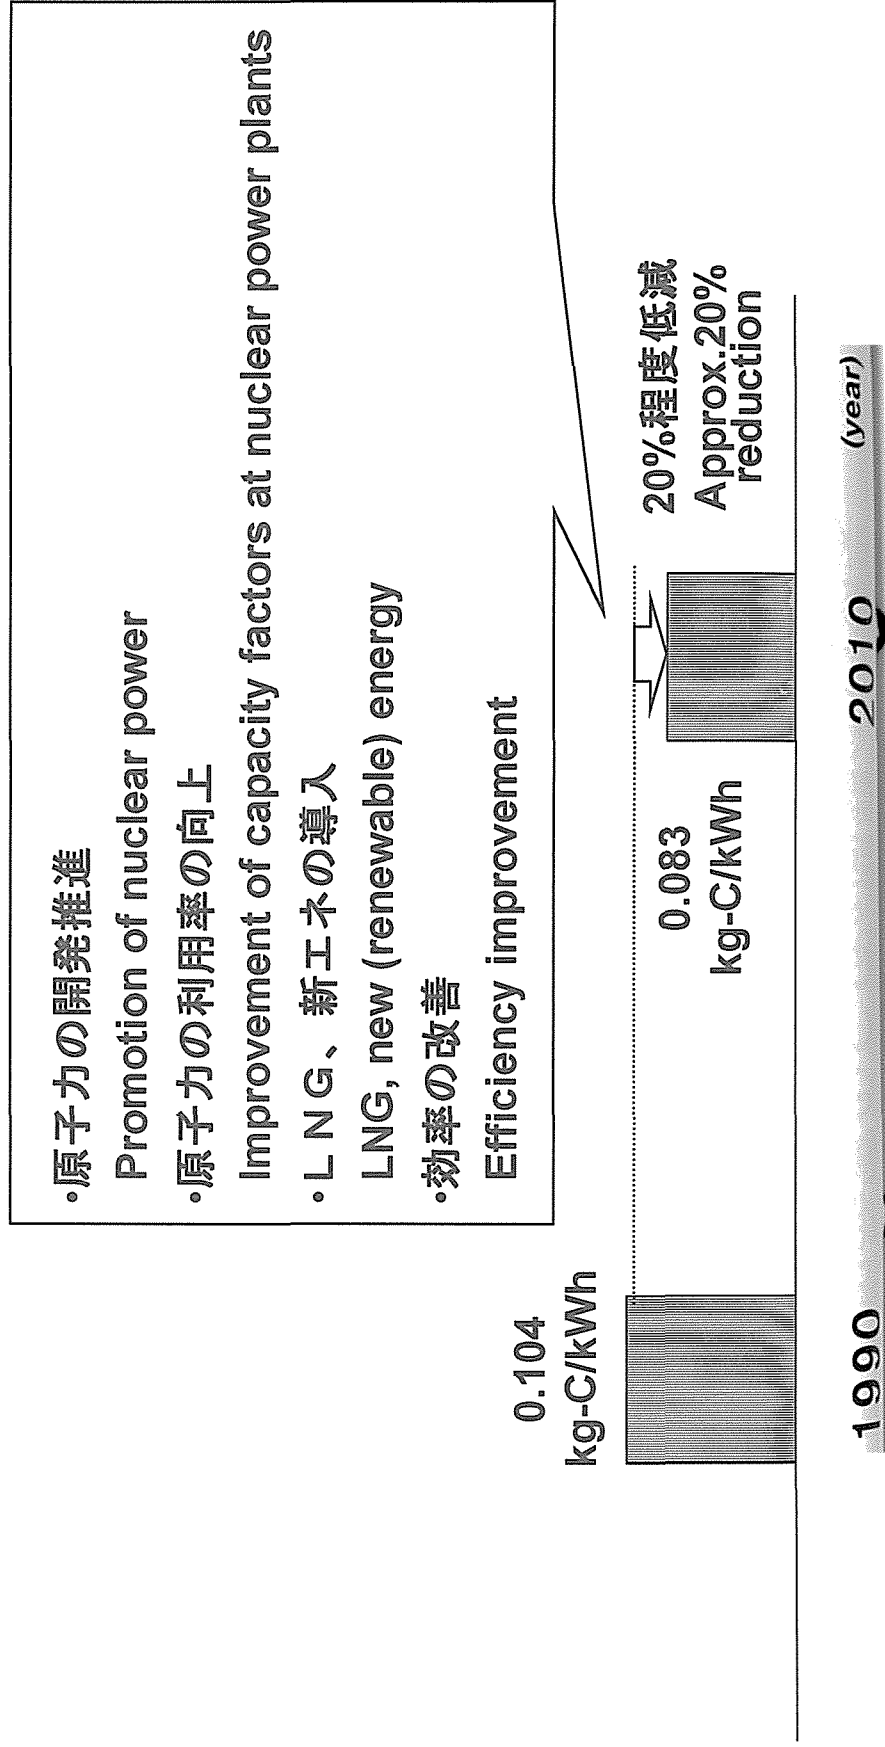 ・原子力の開発推進
Promotion of nuclear power
・原子力の利用率の向上
Improvement of capacity factors at nuclear power plants
・ＬＮＧ、新エネの導入
LNG, new (renewable) energy
・効率の改善
Efficiency improvement
0.104
kg-C/kWh
0.083
kg-C/kWh
20%程度低減
Approx.20%
reduction
1990
2010
(year)